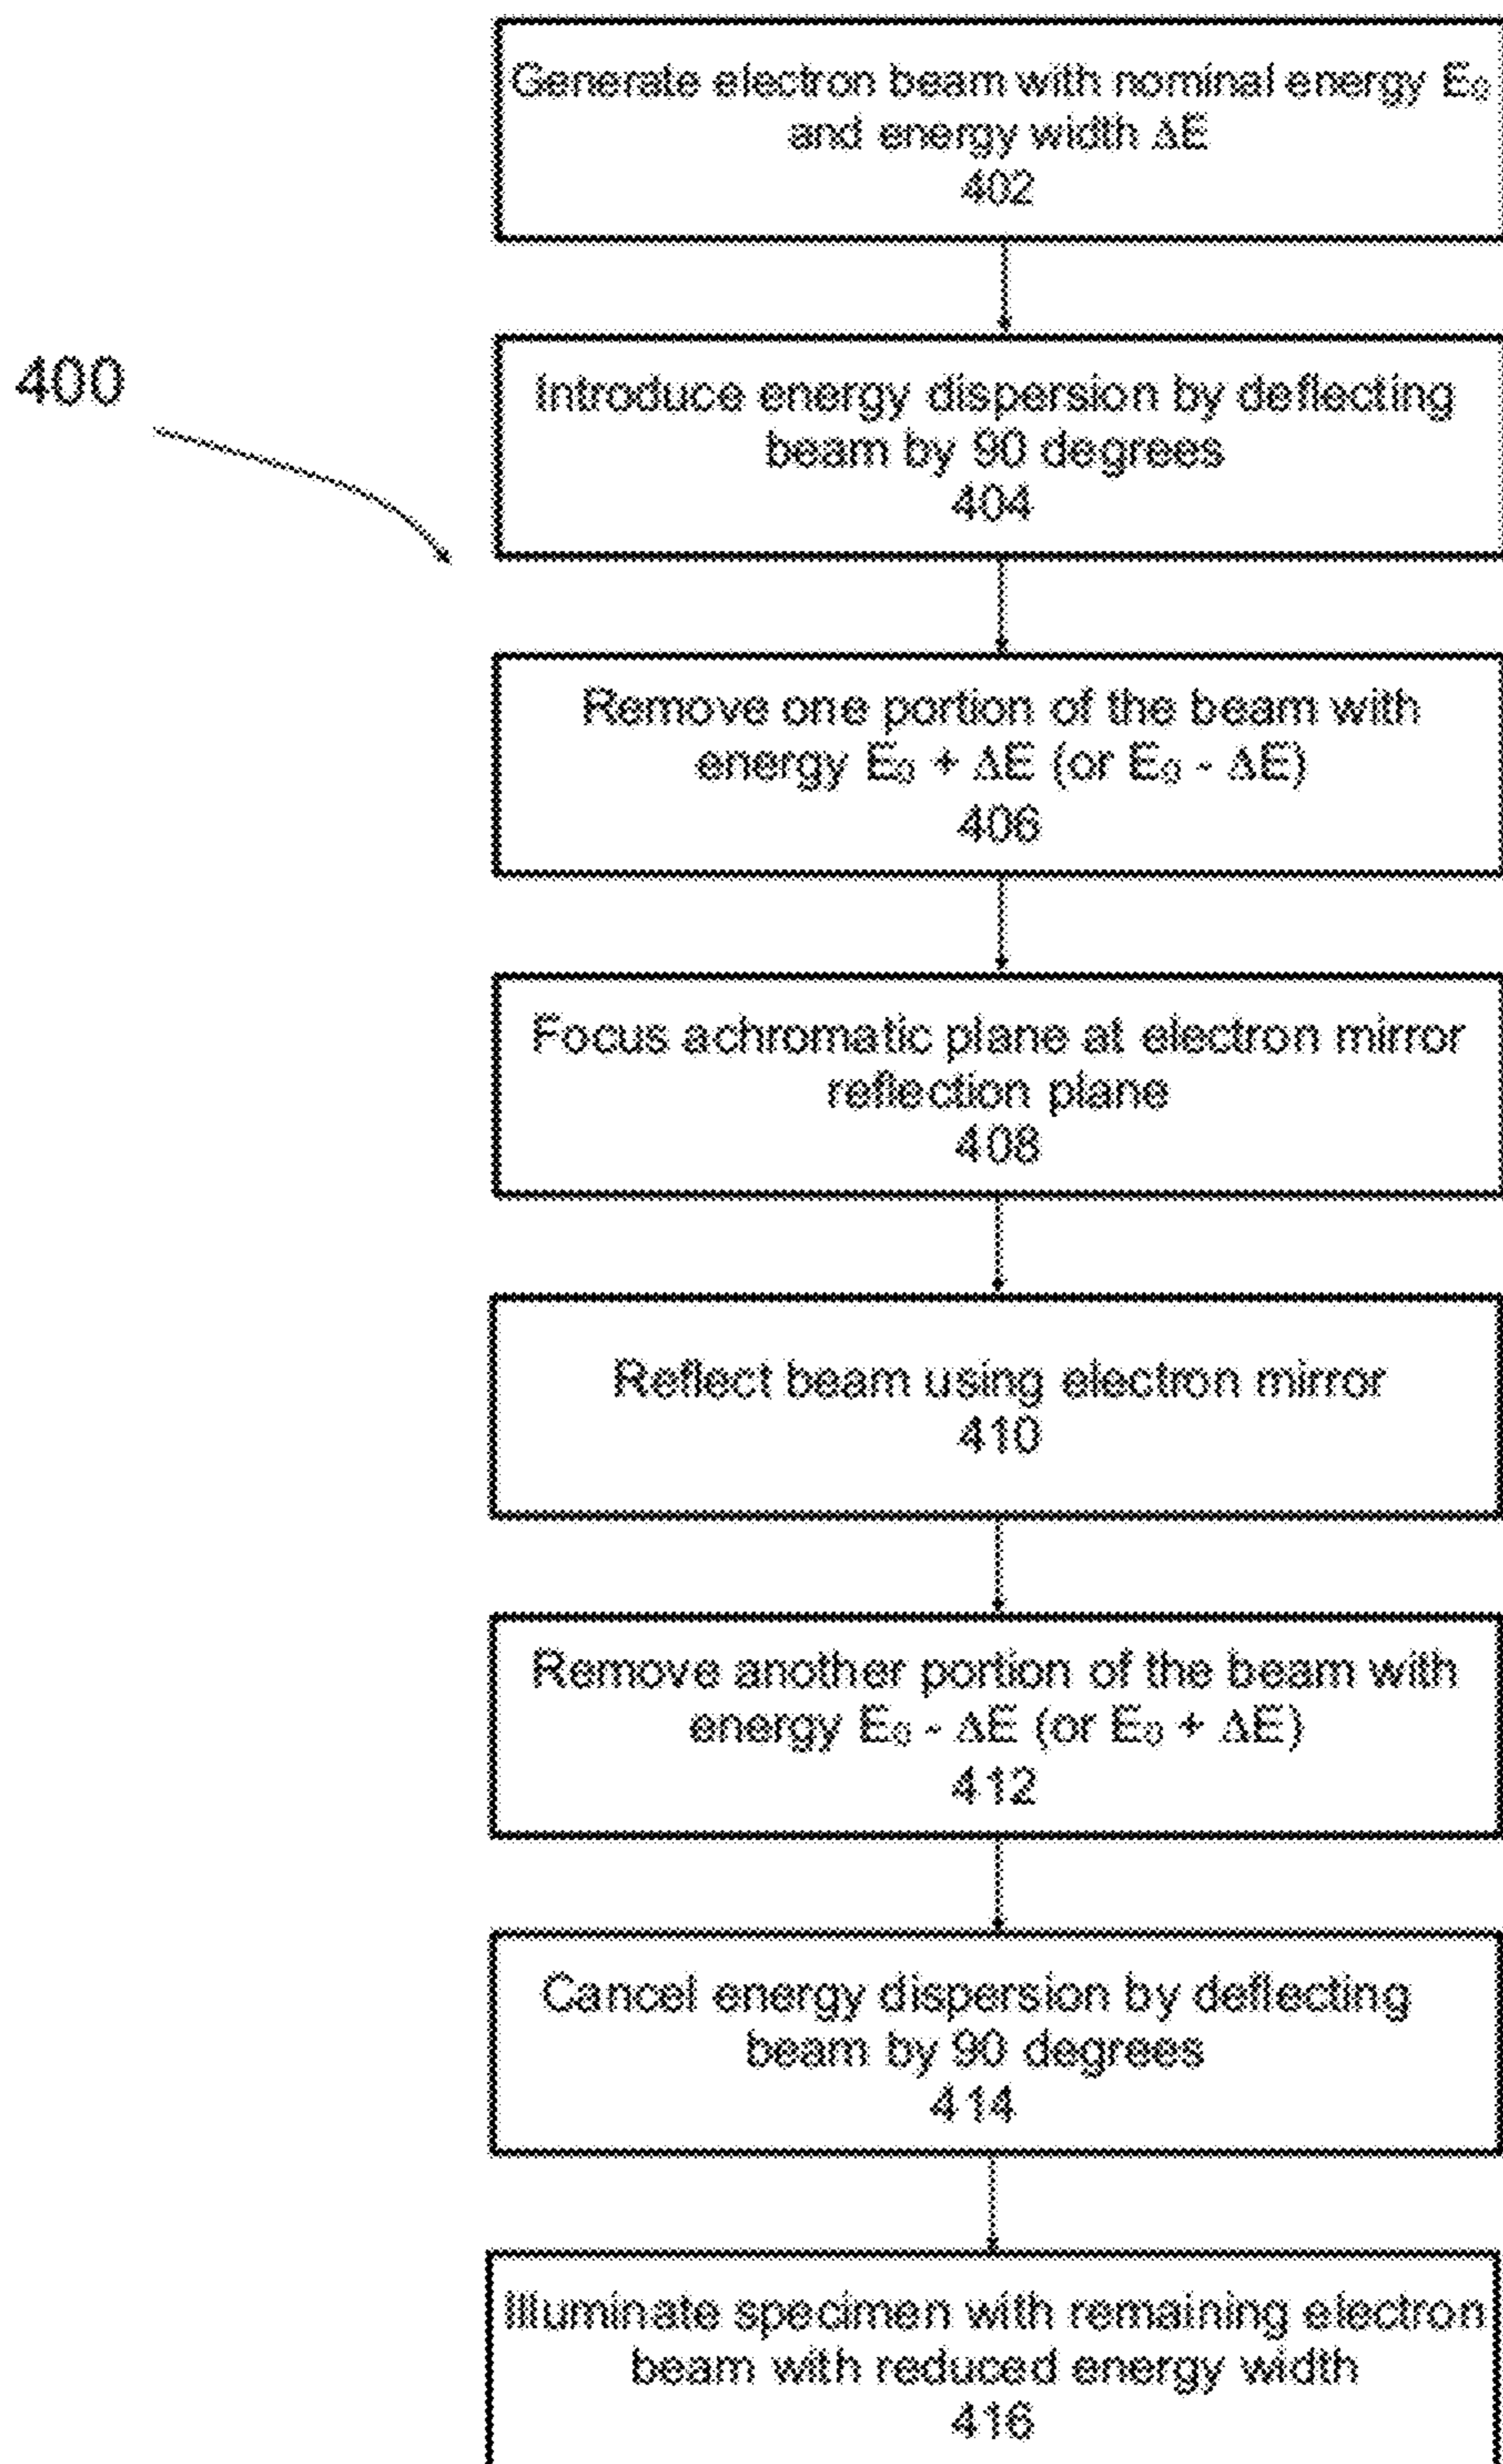 Generate electron beam with nominal energy E₀
and energy width ΔE
402
400
Introduce energy dispersion by deflecting
beam by 90 degrees
404
Remove one portion of the beam with
energy E₀ + ΔE (or E₀ - ΔE)
406
Focus achromatic plane at electron mirror
reflection plane
408
Reflect beam using electron mirror
410
Remove another portion of the beam with
energy E₀ - ΔE (or E₀ + ΔE)
412
Cancel energy dispersion by deflecting
beam by 90 degrees
414
Illuminate specimen with remaining electron
beam with reduced energy width
416